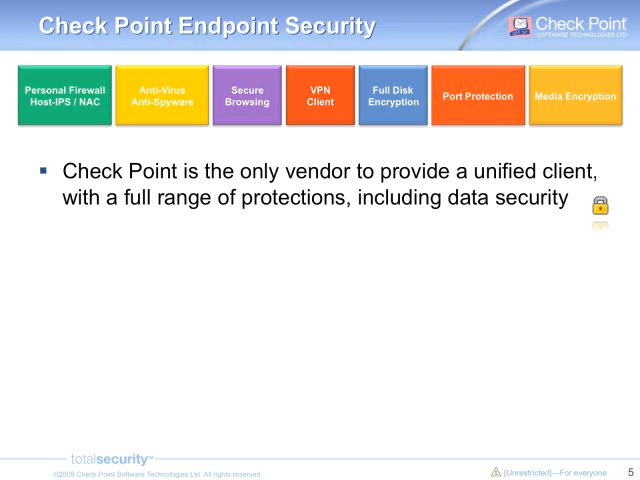 Check Point Endpoint Security
Check Point
SOFTWARE TECHNOLOGIES LTD.
Personal Firewall
Host-IPS / NAC
Anti-Virus
Anti-Spyware
Secure
Browsing
VPN
Client
Full Disk
Encryption
Port Protection
Media Encryption
Check Point is the only vendor to provide a unified client,
with a full range of protections, including data security
totalsecurity™
©2009 Check Point Software Technologies Ltd. All rights reserved.
[Unrestricted]—For everyone
5